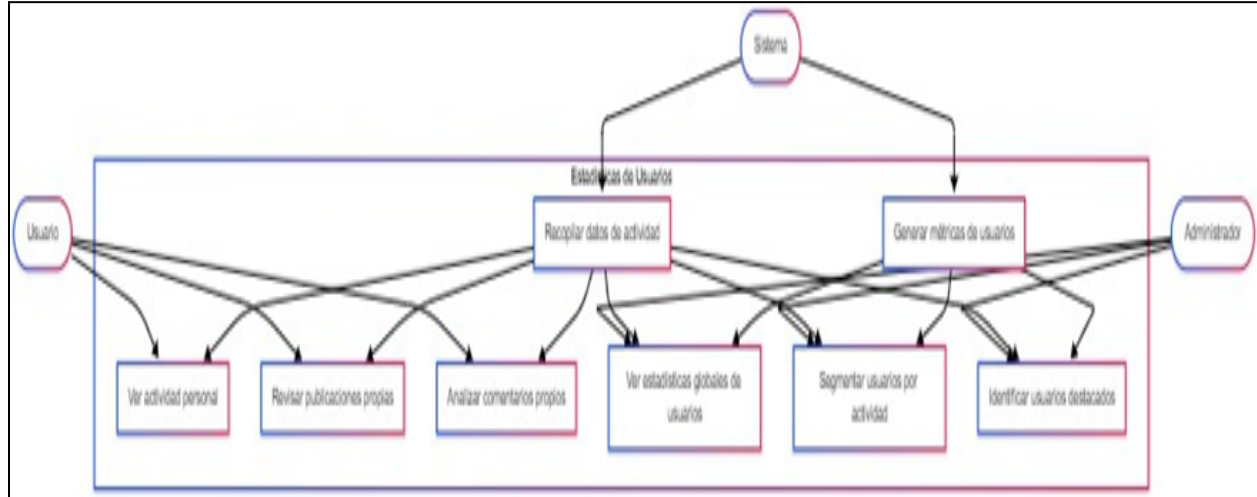 Sistema
Estadísticas de Usuarios
Usuario
Recopilar datos de actividad
Generar métricas de usuarios
Administrador
Ver actividad personal
Revisar publicaciones propias
Analizar comentarios propios
Ver estadísticas globales de
usuarios
Segmentar usuarios por
actividad
Identificar usuarios destacados